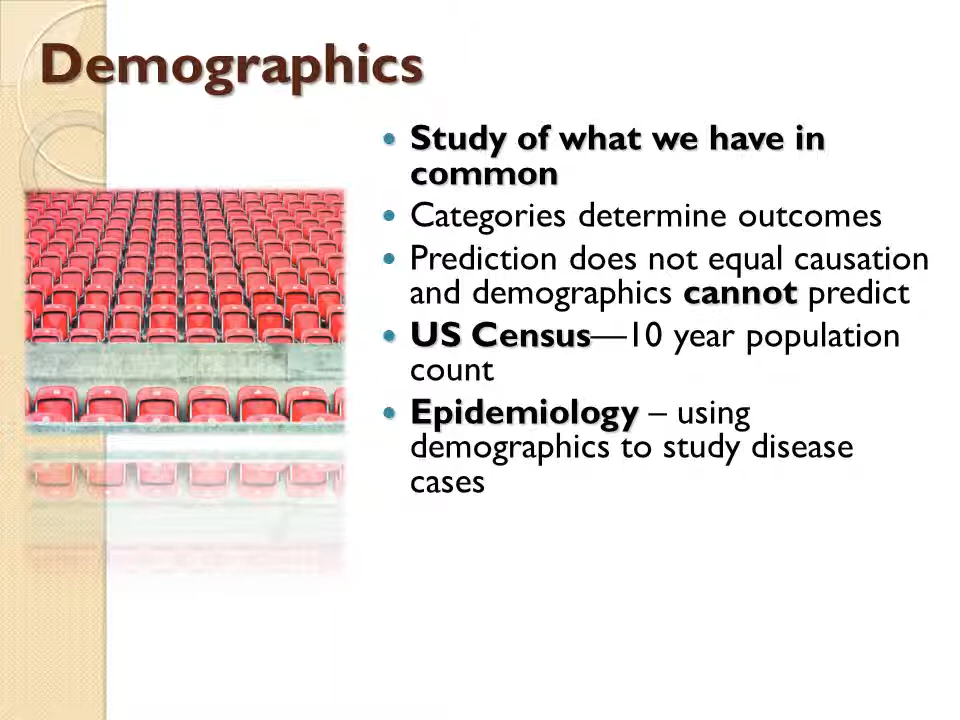 Demographics
• Study of what we have in
common
• Categories determine outcomes
• Prediction does not equal causation
and demographics cannot predict
• US Census—10 year population
count
• Epidemiology – using
demographics to study disease
cases